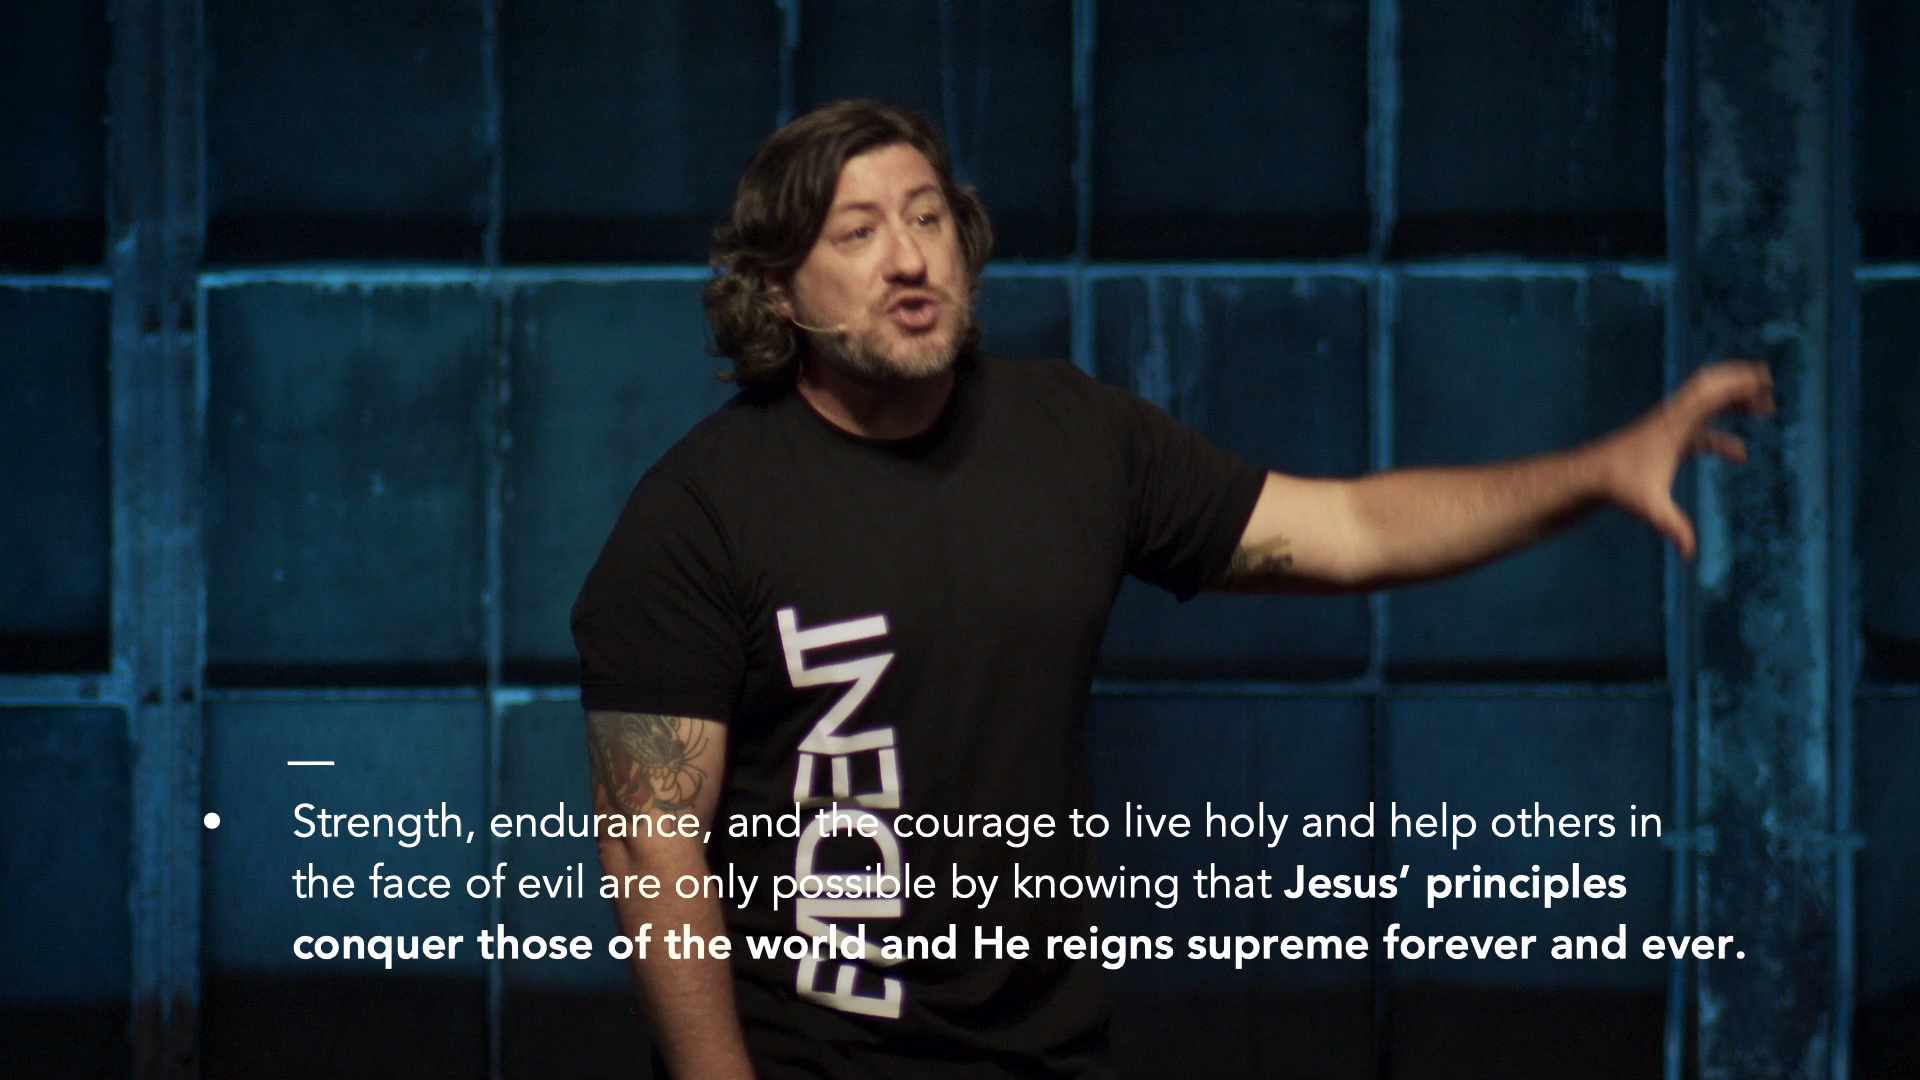 EVIDENT
—
• Strength, endurance, and the courage to live holy and help others in
the face of evil are only possible by knowing that Jesus’ principles
conquer those of the world and He reigns supreme forever and ever.